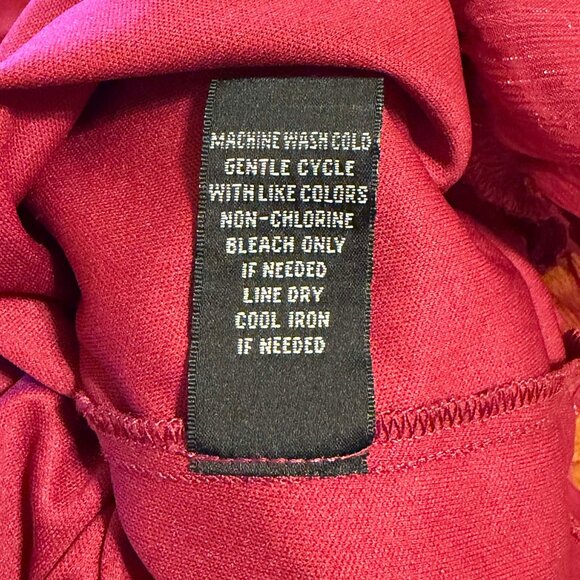 MACHINE WASH COLD
GENTLE CYCLE
WITH LIKE COLORS
NON-CHLORINE
BLEACH ONLY
IF NEEDED
LINE DRY
COOL IRON
IF NEEDED